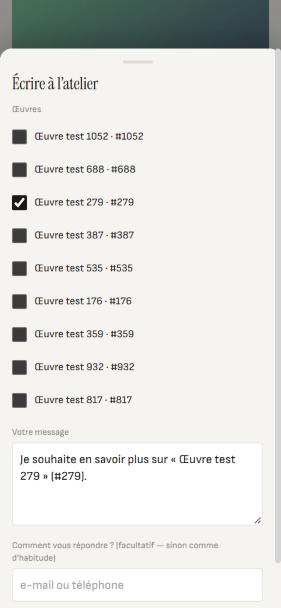 Écrire à l'atelier
Œuvres
Œuvre test 1052 · #1052
Œuvre test 688 · #688
Œuvre test 279 · #279
Œuvre test 387 · #387
Œuvre test 535 · #535
Œuvre test 176 · #176
Œuvre test 359 · #359
Œuvre test 932 · #932
Œuvre test 817 · #817
Votre message
Je souhaite en savoir plus sur « Œuvre test
279 » (#279).
Comment vous répondre ? (facultatif — sinon comme
d'habitude)
e-mail ou téléphone